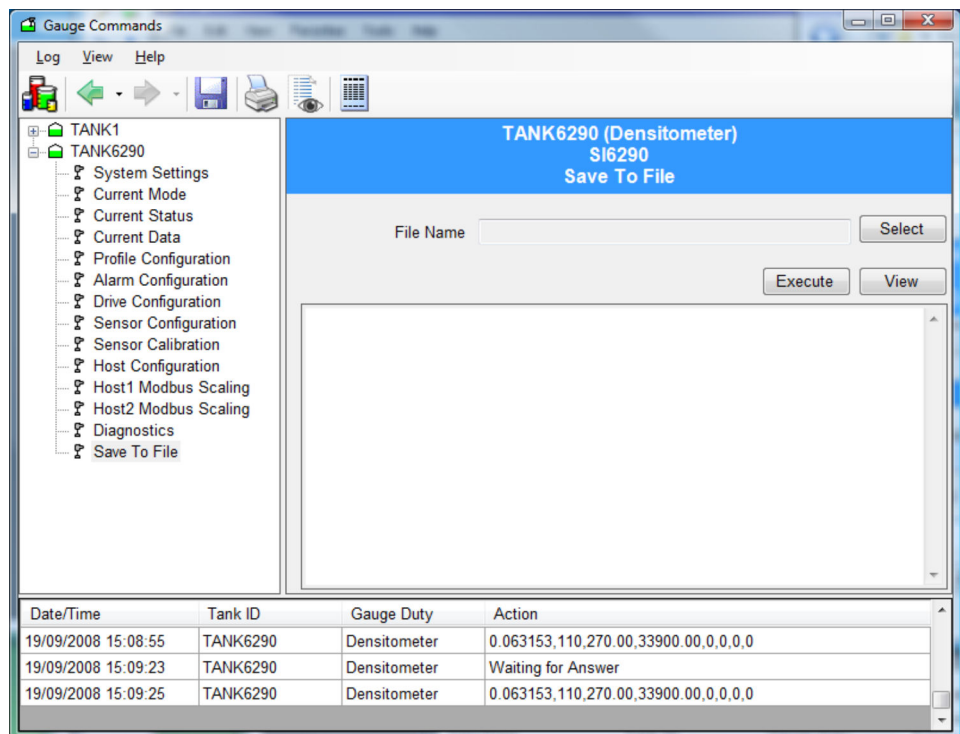 Gauge Commands
Log View Help
TANK1
TANK6290
System Settings
Current Mode
Current Status
Current Data
Profile Configuration
Alarm Configuration
Drive Configuration
Sensor Configuration
Sensor Calibration
Host Configuration
Host1 Modbus Scaling
Host2 Modbus Scaling
Diagnostics
Save To File
TANK6290 (Densitometer)
SI6290
Save To File
File Name Select
Execute View
Date/Time Tank ID Gauge Duty Action
19/09/2008 15:08:55 TANK6290 Densitometer 0.063153,110,270.00,33900.00,0,0,0,0
19/09/2008 15:09:23 TANK6290 Densitometer Waiting for Answer
19/09/2008 15:09:25 TANK6290 Densitometer 0.063153,110,270.00,33900.00,0,0,0,0